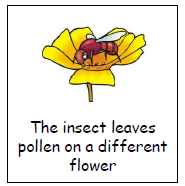 The insect leaves
pollen on a different
flower